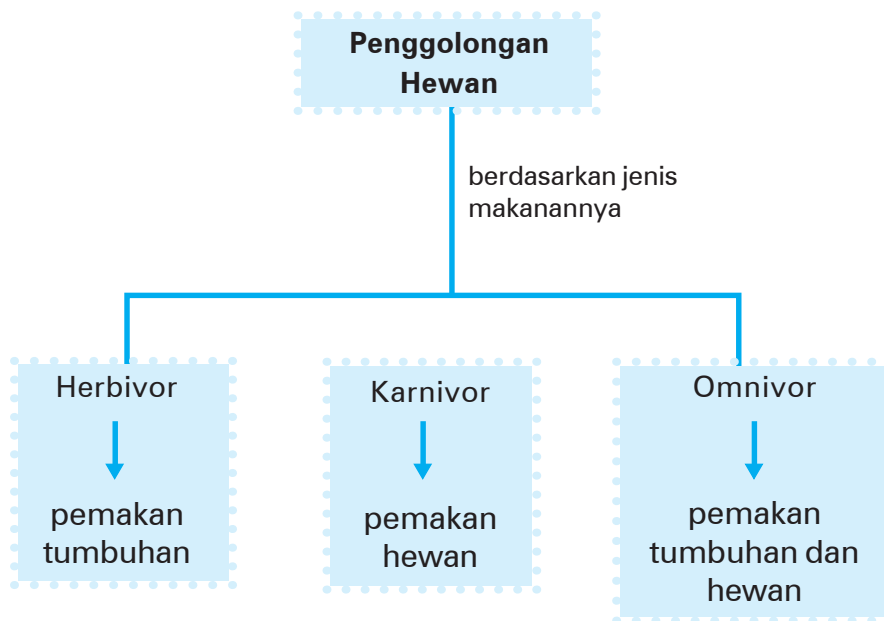 Penggolongan
Hewan
berdasarkan jenis
makanannya
Herbivor
pemakan
tumbuhan
Karnivor
pemakan
hewan
Omnivor
pemakan
tumbuhan dan
hewan